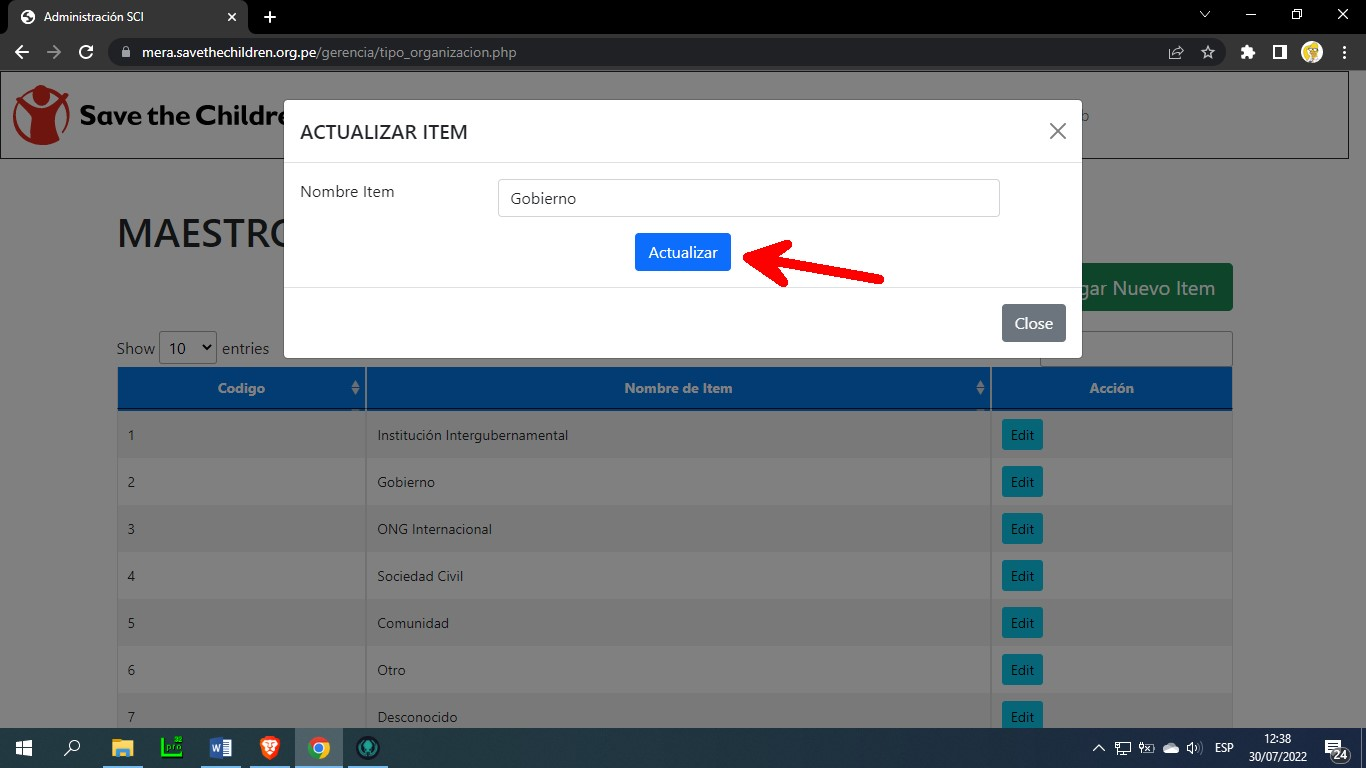 Administración SCI
mera.savethechildren.org.pe/gerencia/tipo_organizacion.php
Save the Childre
ACTUALIZAR ITEM
Nombre Item
Gobierno
MAESTRO
Actualizar
gar Nuevo Item
Close
Show 10 entries
Codigo Nombre de Item Acción
1 Institución Intergubernamental Edit
2 Gobierno Edit
3 ONG Internacional Edit
4 Sociedad Civil Edit
5 Comunidad Edit
6 Otro Edit
7 Desconocido Edit
ESP
12:38
30/07/2022
24